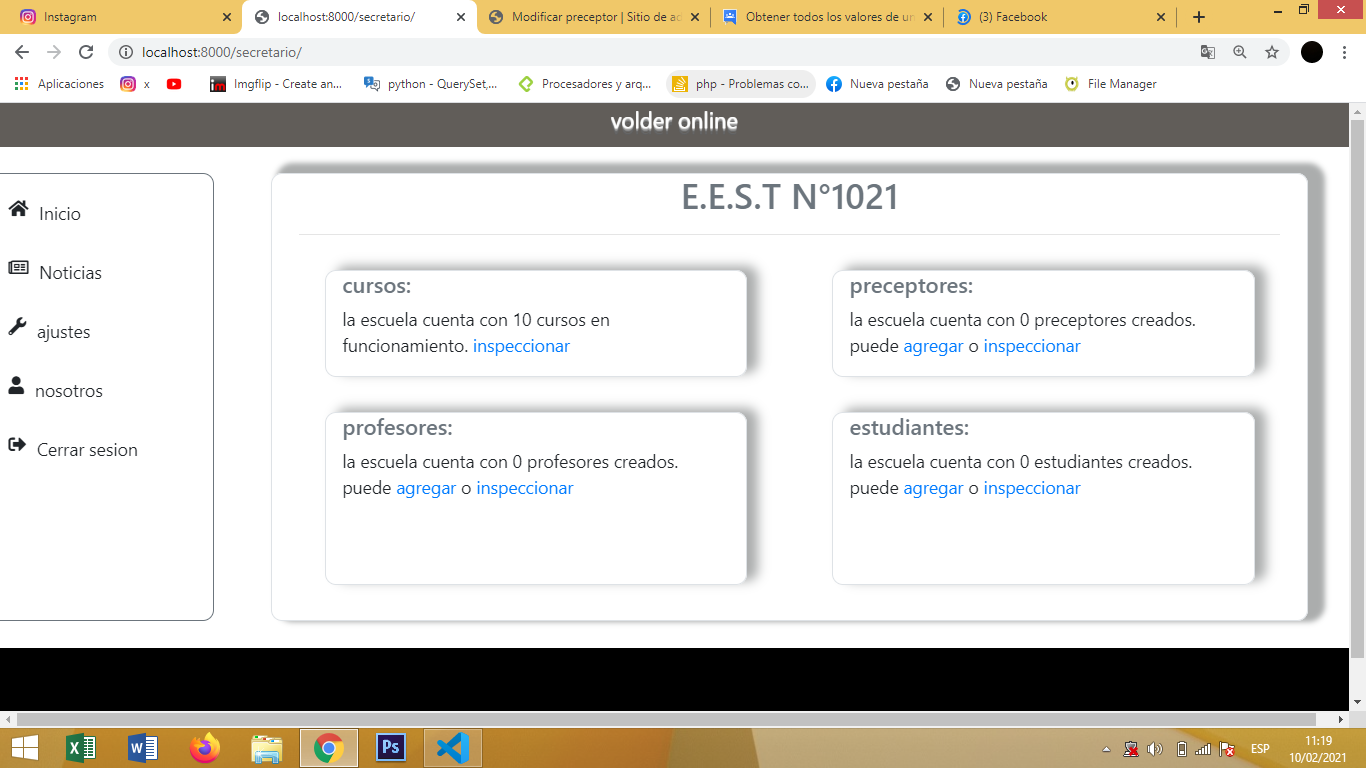 Instagram
localhost:8000/secretario/
Modificar preceptor | Sitio de ad
Obtener todos los valores de un
(3) Facebook
localhost:8000/secretario/
Aplicaciones
x
Imgflip - Create an...
python - QuerySet,...
Procesadores y arq...
php - Problemas co...
Nueva pestaña
Nueva pestaña
File Manager
volder online
Inicio
Noticias
ajustes
nosotros
Cerrar sesion
E.E.S.T N°1021
cursos:
la escuela cuenta con 10 cursos en
funcionamiento. inspeccionar
preceptores:
la escuela cuenta con 0 preceptores creados.
puede agregar o inspeccionar
profesores:
la escuela cuenta con 0 profesores creados.
puede agregar o inspeccionar
estudiantes:
la escuela cuenta con 0 estudiantes creados.
puede agregar o inspeccionar
Ps
ESP
11:19
10/02/2021